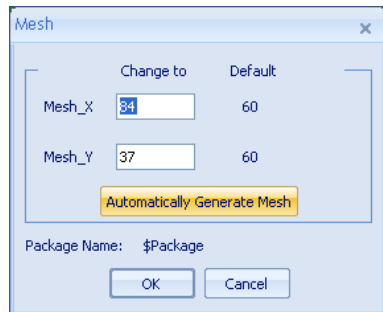 Mesh
Change to Default
Mesh_X 84 60
Mesh_Y 37 60
Automatically Generate Mesh
Package Name: $Package
OK Cancel